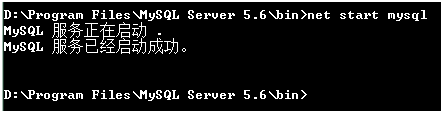 D:\Program Files\MySQL Server 5.6\bin>net start mysql
MySQL 服务正在启动 .
MySQL 服务已经启动成功。
D:\Program Files\MySQL Server 5.6\bin>